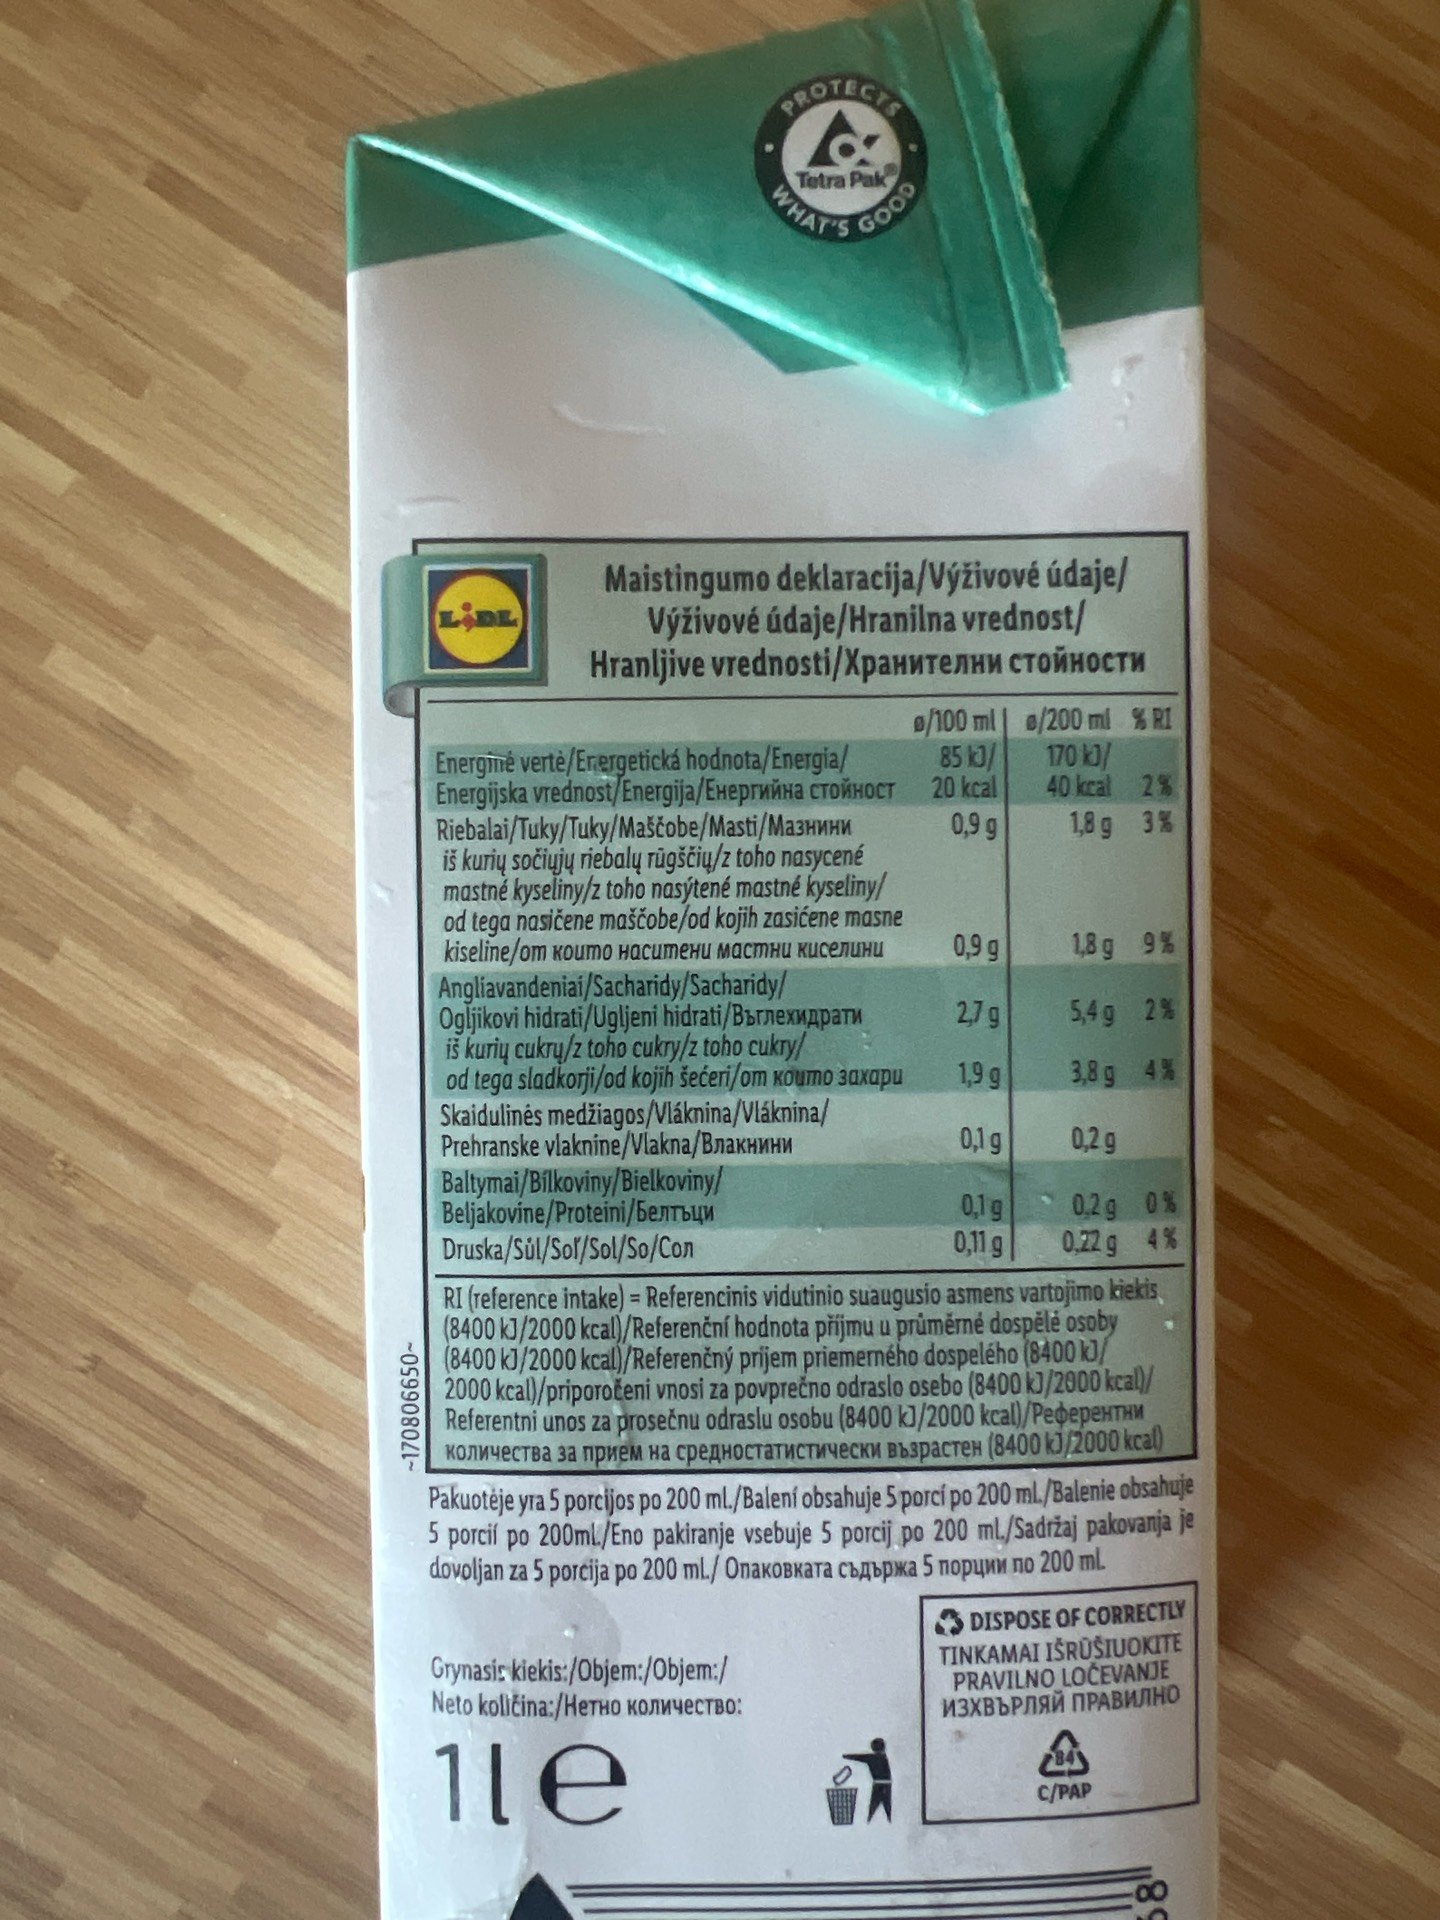 PROTECTS
Tetra Pak®
WHAT'S GOOD
LIDL
Maistingumo deklaracija/Výživové údaje/
Výživové údaje/Hranilna vrednost/
Hranljive vrednosti/Хранителни стойности
ø/100 ml ø/200 ml % RI
Energinė vertė/Energetická hodnota/Energia/ 85 kJ/ 170 kJ/
Energijska vrednost/Energija/Енергийна стойност 20 kcal 40 kcal 2%
Riebalai/Tuky/Tuky/Maščobe/Masti/Мазнини 0,9 g 1,8 g 3%
iš kurių sočiųjų riebalų rūgščių/z toho nasycené
mastné kyseliny/z toho nasýtené mastné kyseliny/
od tega nasičene maščobe/od kojih zasićene masne
kiseline/от които наситени мастни киселини 0,9 g 1,8 g 9%
Angliavandeniai/Sacharidy/Sacharidy/
Ogljikovi hidrati/Ugljeni hidrati/Въглехидрати 2,7 g 5,4 g 2%
iš kurių cukrų/z toho cukry/z toho cukry/
od tega sladkorji/od kojih šećeri/от които захари 1,9 g 3,8 g 4%
Skaidulinės medžiagos/Vláknina/Vláknina/
Prehranske vlaknine/Vlakna/Влакнини 0,1 g 0,2 g
Baltymai/Bílkoviny/Bielkoviny/
Beljakovine/Proteini/Белтъци 0,1 g 0,2 g 0%
Druska/Sůl/Soľ/Sol/So/Сол 0,11 g 0,22 g 4%
RI (reference intake) = Referencinis vidutinio suaugusio asmens vartojimo kiekis
(8400 kJ/2000 kcal)/Referenční hodnota příjmu u průměrné dospělé osoby
(8400 kJ/2000 kcal)/Referenčný príjem priemerného dospelého (8400 kJ/
2000 kcal)/priporočeni vnosi za povprečno odraslo osebo (8400 kJ/2000 kcal)/
Referentni unos za prosečnu odraslu osobu (8400 kJ/2000 kcal)/Референтни
количества за прием на средностатистически възрастен (8400 kJ/2000 kcal)
~170806650~
Pakuotėje yra 5 porcijos po 200 ml./Balení obsahuje 5 porcí po 200 ml./Balenie obsahuje
5 porcií po 200ml./Eno pakiranje vsebuje 5 porcij po 200 ml./Sadržaj pakovanja je
dovoljan za 5 porcija po 200 ml./ Опаковката съдържа 5 порции по 200 ml.
DISPOSE OF CORRECTLY
TINKAMAI IŠRŪŠIUOKITE
PRAVILNO LOČEVANJE
ИЗХВЪРЛЯЙ ПРАВИЛНО
84
C/PAP
Grynasis kiekis:/Objem:/Objem:/
Neto količina:/Нетно количество:
1l e